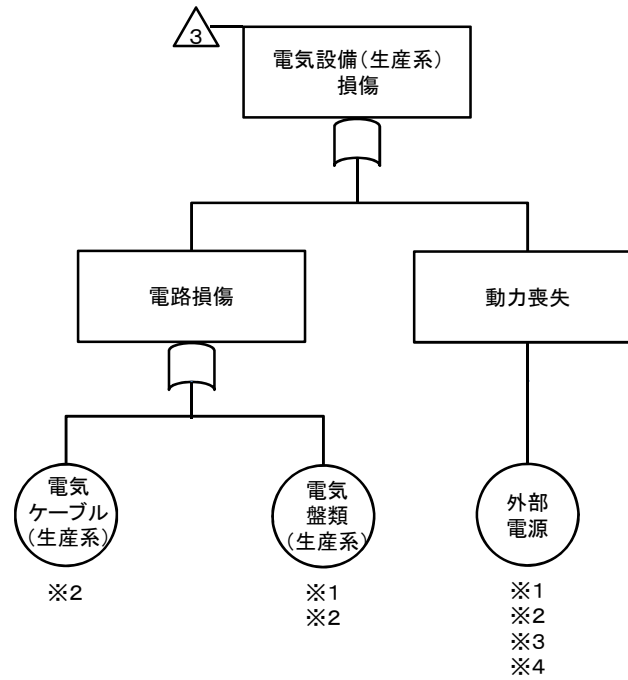 3
電気設備(生産系)
損傷
電路損傷
動力喪失
電気
ケーブル
(生産系)
電気
盤類
(生産系)
外部
電源
※2
※1
※2
※1
※2
※3
※4